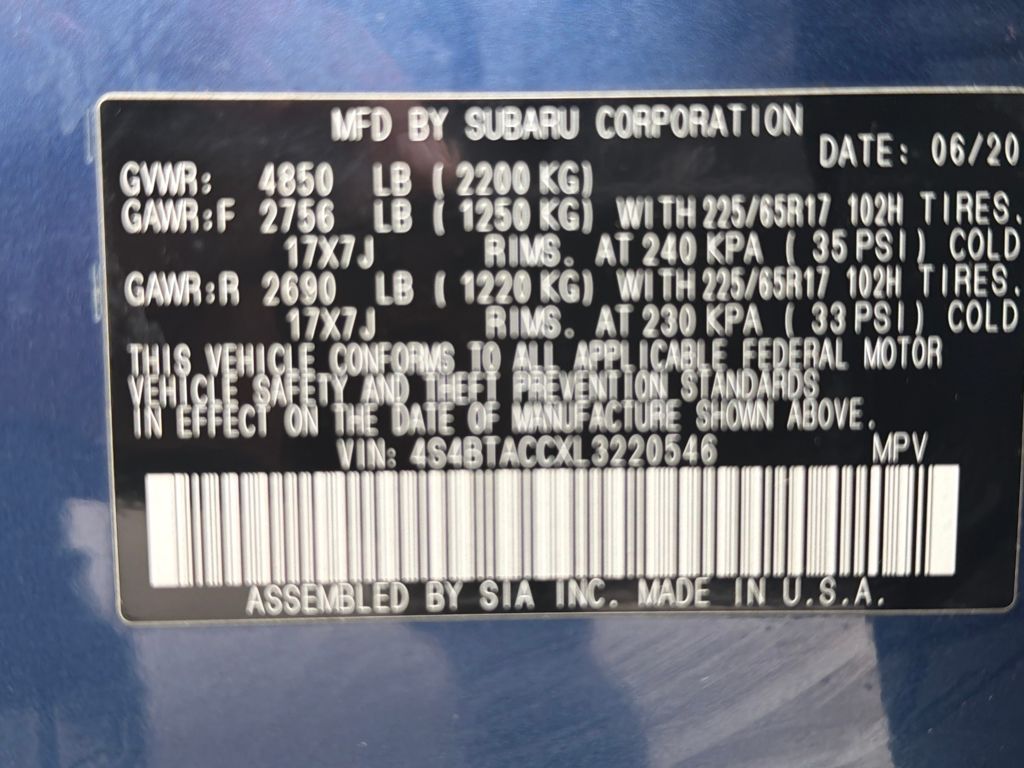 MFD BY SUBARU CORPORATION
DATE: 06/20
GVWR: 4850 LB ( 2200 KG)
GAWR:F 2756 LB ( 1250 KG) WITH 225/65R17 102H TIRES.
17X7J RIMS. AT 240 KPA ( 35 PSI) COLD
GAWR:R 2690 LB ( 1220 KG) WITH 225/65R17 102H TIRES.
17X7J RIMS. AT 230 KPA ( 33 PSI) COLD
THIS VEHICLE CONFORMS TO ALL APPLICABLE FEDERAL MOTOR
VEHICLE SAFETY AND THEFT PREVENTION STANDARDS
IN EFFECT ON THE DATE OF MANUFACTURE SHOWN ABOVE.
VIN: 4S4BTACCXL3220546 MPV
ASSEMBLED BY SIA INC. MADE IN U.S.A.